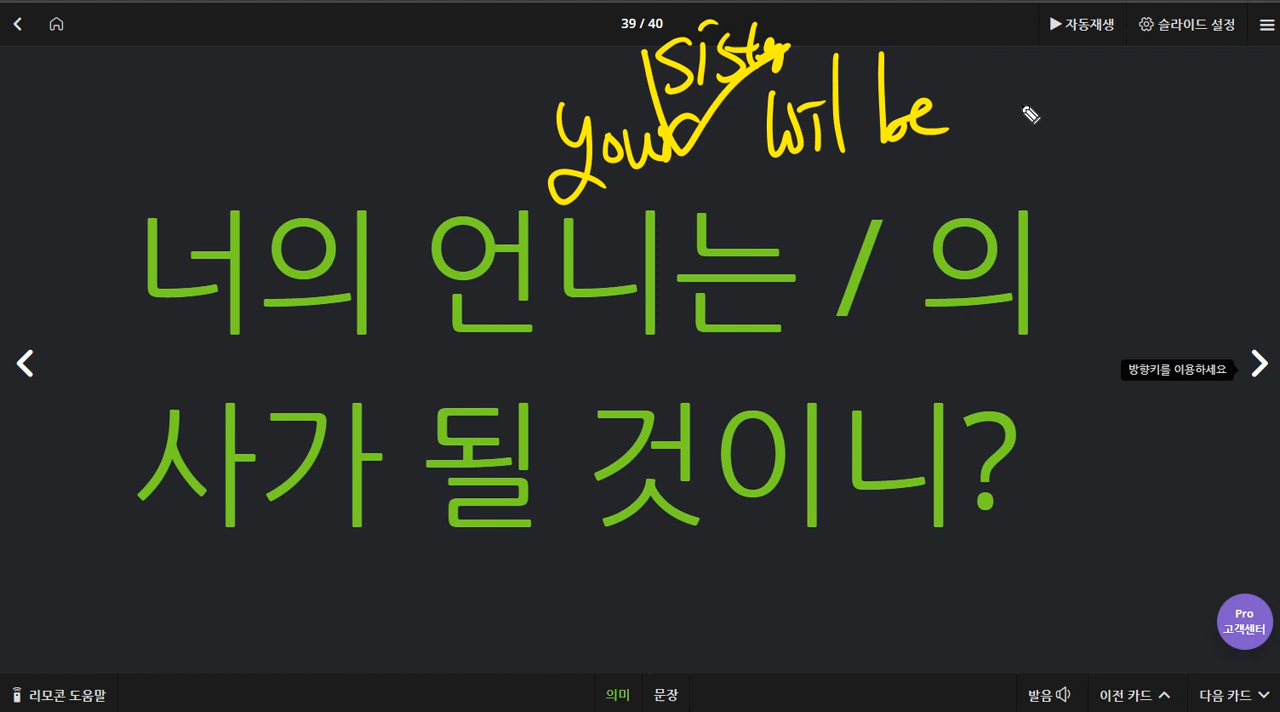 39 / 40
자동재생
슬라이드 설정
sister
your will be
너의 언니는 / 의
사가 될 것이니?
방향키를 이용하세요
Pro
고객센터
리모콘 도움말
의미
문장
발음
이전 카드
다음 카드